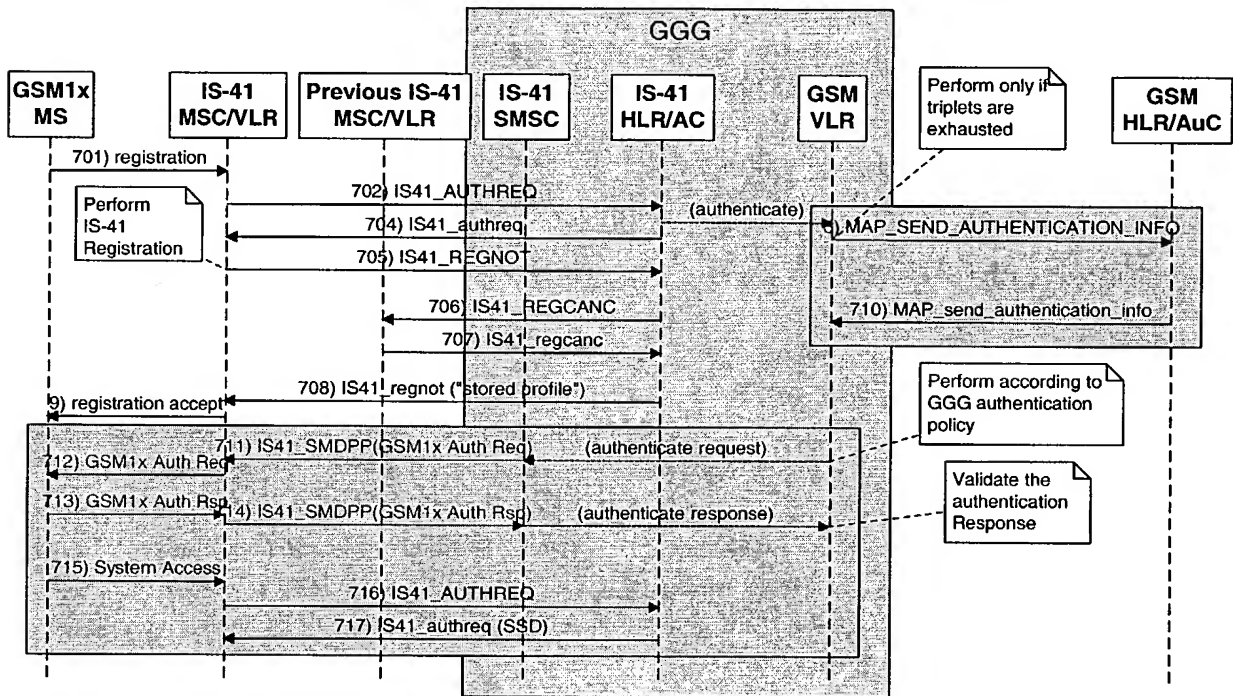 GGG
GSM1x
MS
IS-41
MSC/VLR
Previous IS-41
MSC/VLR
IS-41
SMSC
IS-41
HLR/AC
GSM
VLR
Perform only if
triplets are
exhausted
GSM
HLR/AuC
701) registration
702) IS41_AUTHREQ
(authenticate)
Perform
IS-41
Registration
704) IS41_authreq
) MAP_SEND_AUTHENTICATION_INFO
705) IS41_REGNOT
706) IS41_REGCANC
710) MAP_send_authentication_info
707) IS41_regcanc
708) IS41_regnot ("stored profile")
9) registration accept
Perform according to
GGG authentication
policy
711) IS41_SMDPP(GSM1x Auth Req)
(authenticate request)
712) GSM1x Auth Req
Validate the
authentication
Response
713) GSM1x Auth Rsp
14) IS41_SMDPP(GSM1x Auth Rsp)
(authenticate response)
715) System Access
716) IS41_AUTHREQ
717) IS41_authreq (SSD)